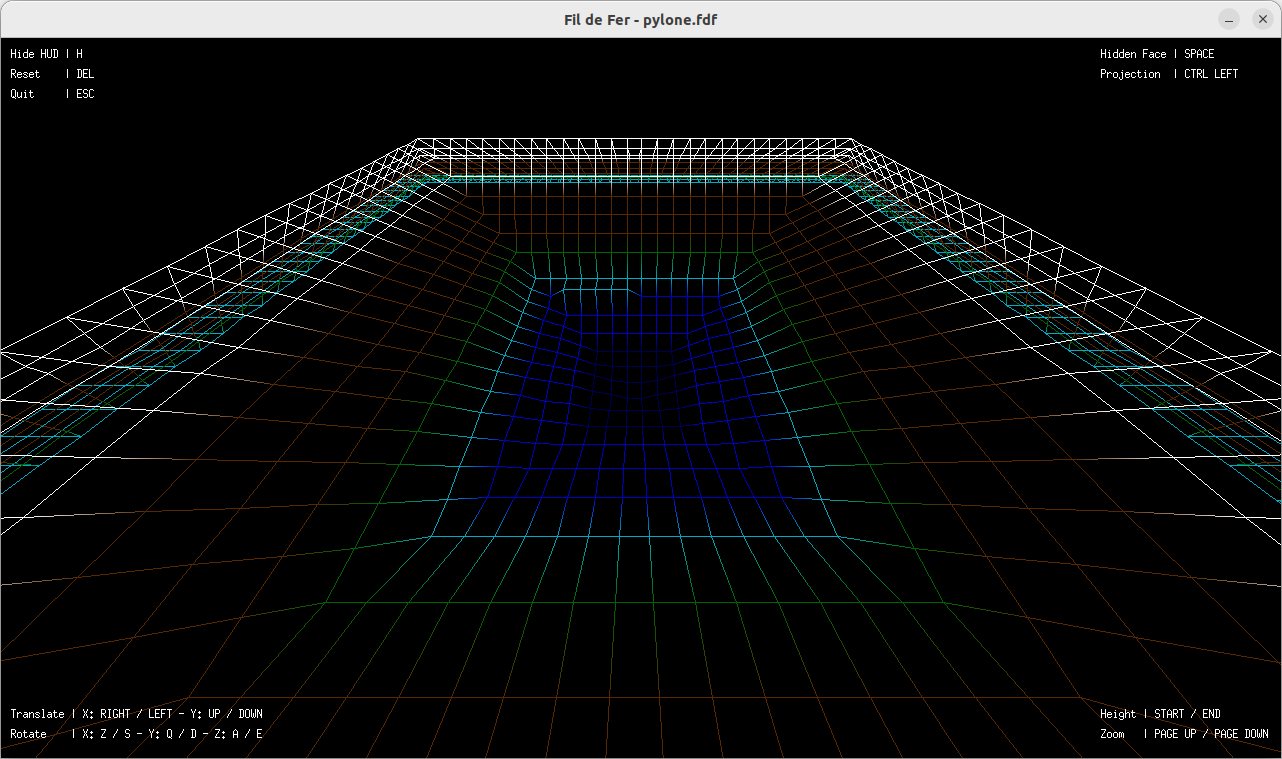 Fil de Fer - pylone.fdf
Hide HUD | H
Reset | DEL
Quit | ESC
Hidden Face | SPACE
Projection | CTRL LEFT
Translate | X: RIGHT / LEFT - Y: UP / DOWN
Rotate | X: Z / S - Y: Q / D - Z: A / E
Height | START / END
Zoom | PAGE UP / PAGE DOWN